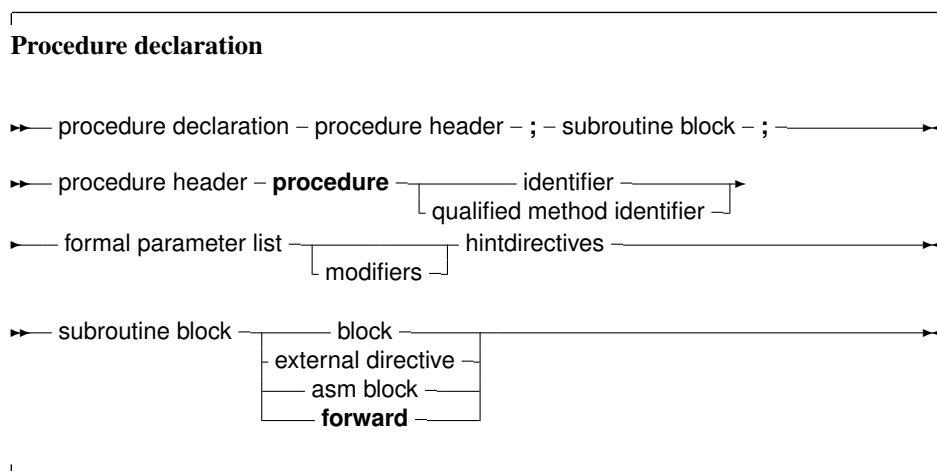 Procedure declaration
procedure declaration procedure header ; subroutine block ;
procedure header procedure identifier
qualified method identifier
formal parameter list hintdirectives
modifiers
subroutine block block
external directive
asm block
forward